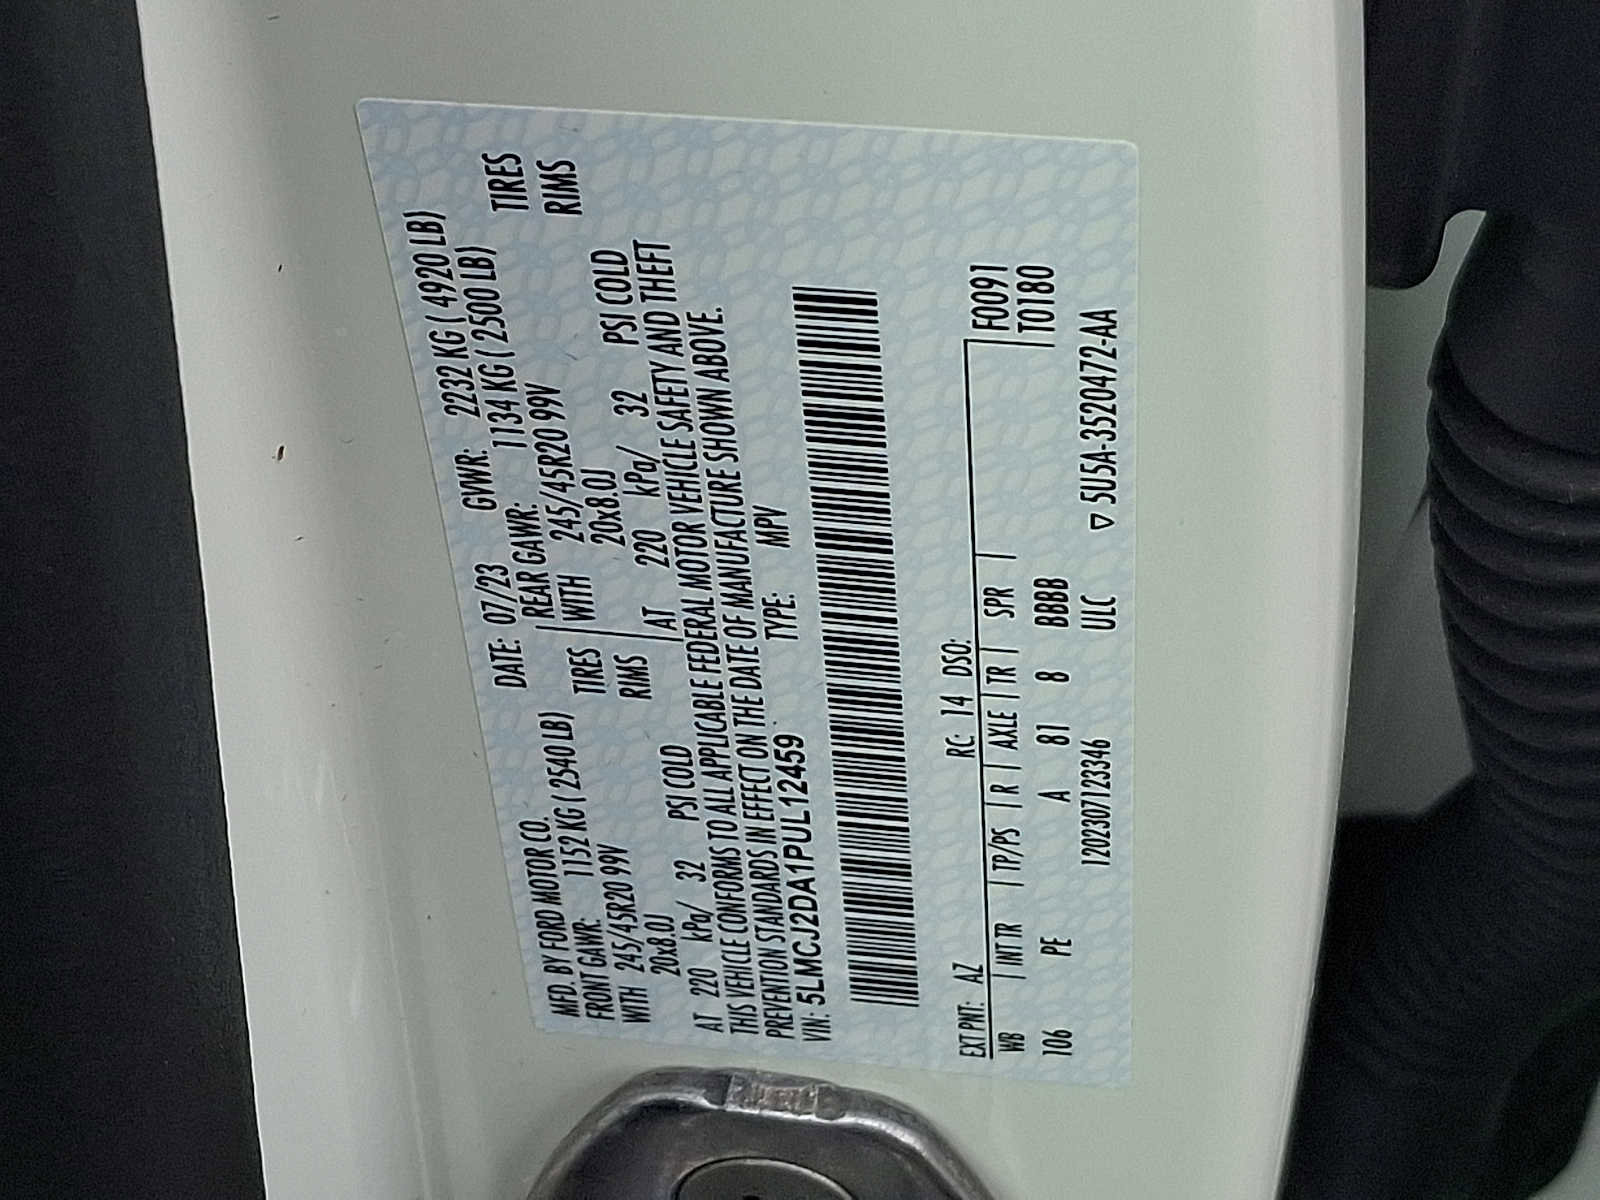 MFD. BY FORD MOTOR CO. DATE: 07/23 GVWR: 2232 KG ( 4920 LB)
FRONT GAWR: 1152 KG ( 2540 LB) REAR GAWR: 1134 KG ( 2500 LB)
WITH 245/45R20 99V TIRES WITH 245/45R20 99V TIRES
20x8.0J RIMS 20x8.0J RIMS
AT 220 kPa/ 32 PSI COLD AT 220 kPa/ 32 PSI COLD
THIS VEHICLE CONFORMS TO ALL APPLICABLE FEDERAL MOTOR VEHICLE SAFETY AND THEFT
PREVENTION STANDARDS IN EFFECT ON THE DATE OF MANUFACTURE SHOWN ABOVE.
VIN: 5LMCJ2DA1PUL12459 TYPE: MPV
EXT PNT: AZ RC: 14 DSO: F0091
WB INT TR TP/PS R AXLE TR SPR T0180
106 PE A 81 8 BBBB
1202307123346 ULC ▽ 5U5A-3520472-AA